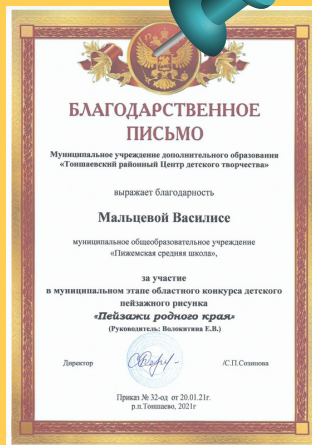 БЛАГОДАРСТВЕННОЕ
ПИСЬМО
Муниципальное учреждение дополнительного образования
«Тоншаевский районный Центр детского творчества»
выражает благодарность
Мальцевой Василисе
муниципальное общеобразовательное учреждение
«Пижемская средняя школа»,
за участие
в муниципальном этапе областного конкурса детского
пейзажного рисунка
«Пейзажи родного края»
(Руководитель: Волокитина Е.В.)
Директор /С.П.Созинова
Приказ № 32-од от 20.01.21г.
р.п.Тоншаево, 2021г